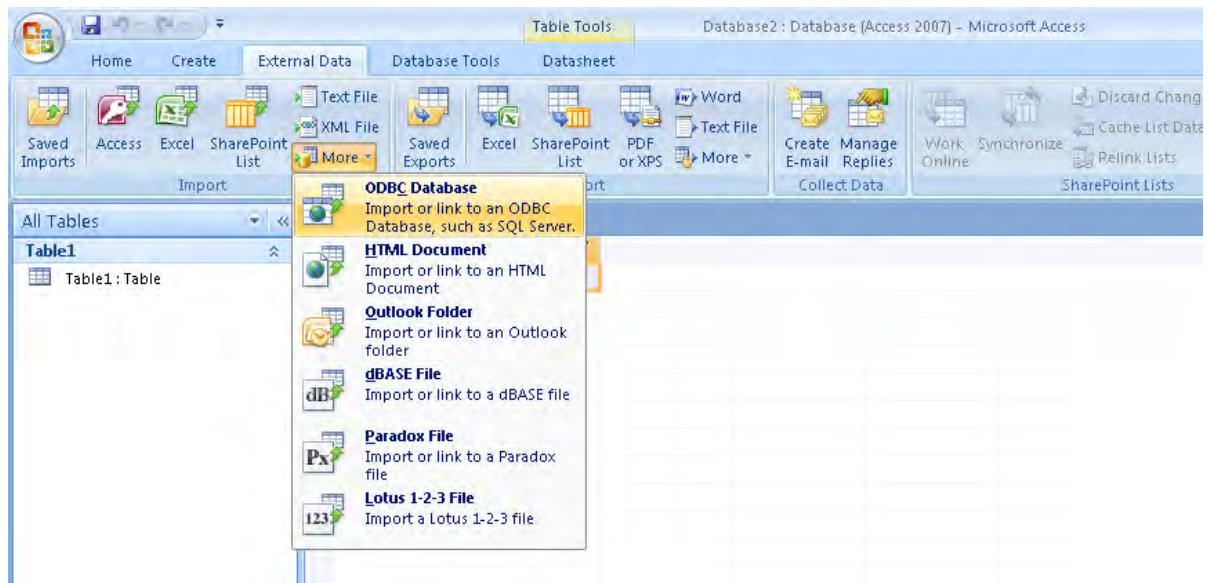 Table Tools
Database2 : Database (Access 2007) - Microsoft Access
Home Create External Data Database Tools Datasheet
Saved Imports
Access
Excel
SharePoint List
Text File
XML File
More
Import
Saved Exports
Excel
SharePoint List
PDF or XPS
Word
Text File
More
ort
Create E-mail
Manage Replies
Collect Data
Work Online
Synchronize
Discard Chang
Cache List Data
Relink Lists
SharePoint Lists
All Tables
Table1
Table1 : Table
ODBC Database
Import or link to an ODBC
Database, such as SQL Server.
HTML Document
Import or link to an HTML
Document
Outlook Folder
Import or link to an Outlook
folder
dBASE File
dB
Import or link to a dBASE file
Paradox File
Px
Import or link to a Paradox
file
Lotus 1-2-3 File
123
Import a Lotus 1-2-3 file